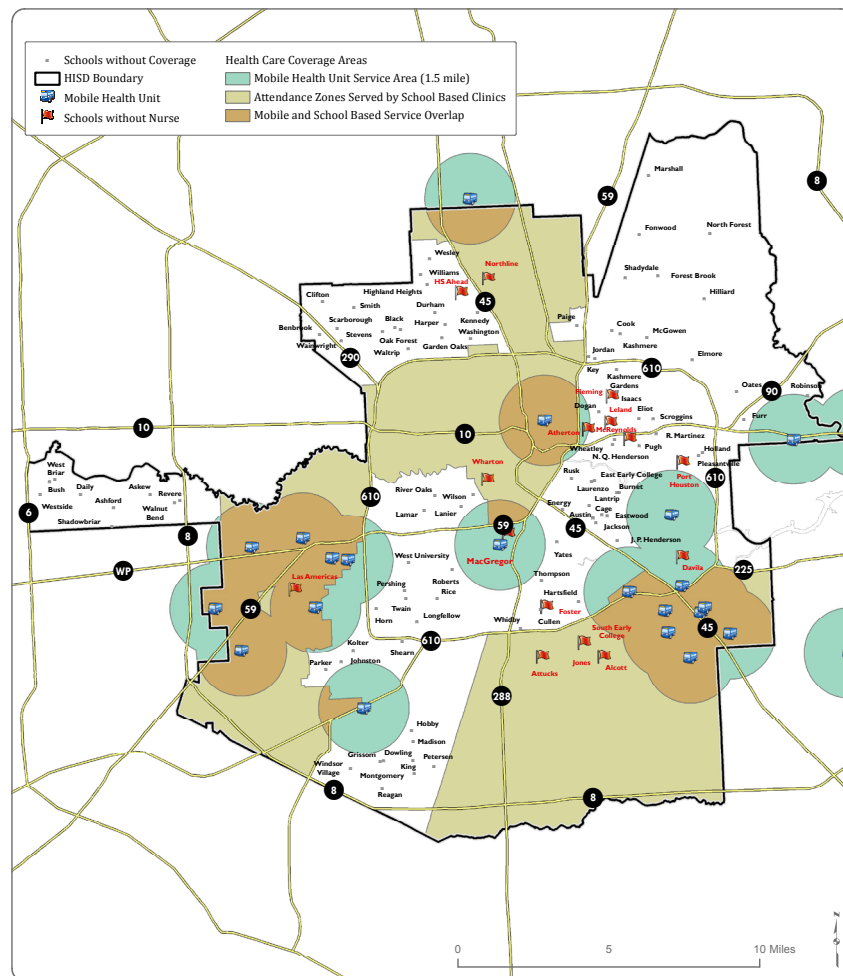 Schools without Coverage
HISD Boundary
Mobile Health Unit
Schools without Nurse
Health Care Coverage Areas
Mobile Health Unit Service Area (1.5 mile)
Attendance Zones Served by School Based Clinics
Mobile and School Based Service Overlap
8
59
Marshall
Fonwood
North Forest
Wesley
Northline
Williams
HS Ahead
Shadydale
Forest Brook
Highland Heights
Clifton
Smith
Durham
45
Hilliard
Scarborough
Black
Harper
Kennedy
Paige
Benbrook
Stevens
Washington
Cook
McGowen
Wainwright
Oak Forest
Garden Oaks
Kashmere
Waltrip
290
Jordan
Elmore
Key
610
Kashmere
Gardens
Oates
90
Robinson
Fleming
Isaacs
Dogan
Leland
Eliot
Scroggins
Furr
10
10
Atherton
McReynolds
R. Martinez
Wheatley
Pugh
Holland
N. Q. Henderson
Pleasantville
Port
Houston
610
West
Briar
Bush
Daily
Askew
Revere
Ashford
Walnut
Bend
Westside
Shadowbriar
6
8
Wharton
610
River Oaks
Wilson
Lamar
Lanier
Rusk
East Early College
Laurenzo
Burnet
Lantrip
Energy
Cage
Austin
Eastwood
59
45
Jackson
J. P. Henderson
Yates
MacGregor
West University
WP
Davila
225
Roberts
Thompson
Las Americas
Pershing
Rice
Hartsfield
59
Twain
Foster
Horn
Longfellow
Whidby
Cullen
South Early
College
45
610
Kolter
Shearn
Johnston
Parker
Jones
Attucks
Alcott
288
Hobby
Madison
Grissom
Dowling
Petersen
Windsor
Village
King
Montgomery
Reagan
8
8
0
5
10 Miles
N